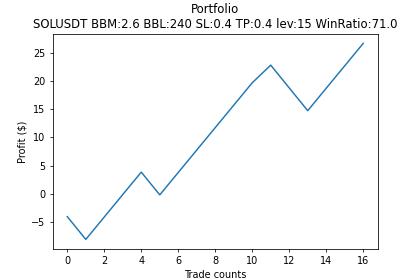 Portfolio
SOLUSDT BBM:2.6 BBL:240 SL:0.4 TP:0.4 lev:15 WinRatio:71.0
25
20
15
10
5
0
−5
Profit ($)
0 2 4 6 8 10 12 14 16
Trade counts